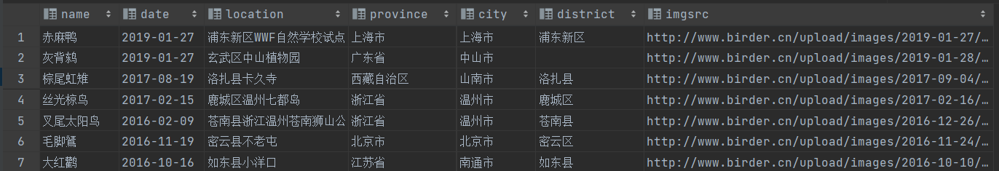 name date location province city district imgsrc
1 赤麻鸭 2019-01-27 浦东新区WWF自然学校试点 上海市 上海市 浦东新区 http://www.birder.cn/upload/images/2019-01-27/…
2 灰背鸫 2019-01-27 玄武区中山植物园 广东省 中山市 http://www.birder.cn/upload/images/2019-01-28/…
3 棕尾虹雉 2017-08-19 洛扎县卡久寺 西藏自治区 山南市 洛扎县 http://www.birder.cn/upload/images/2017-09-04/…
4 丝光椋鸟 2017-02-15 鹿城区温州七都岛 浙江省 温州市 鹿城区 http://www.birder.cn/upload/images/2017-02-16/…
5 叉尾太阳鸟 2016-02-09 苍南县浙江温州苍南狮山公 浙江省 温州市 苍南县 http://www.birder.cn/upload/images/2016-12-26/…
6 毛脚鵟 2016-11-19 密云县不老屯 北京市 北京市 密云区 http://www.birder.cn/upload/images/2016-11-24/…
7 大红鹳 2016-10-16 如东县小洋口 江苏省 南通市 如东县 http://www.birder.cn/upload/images/2016-10-10/…